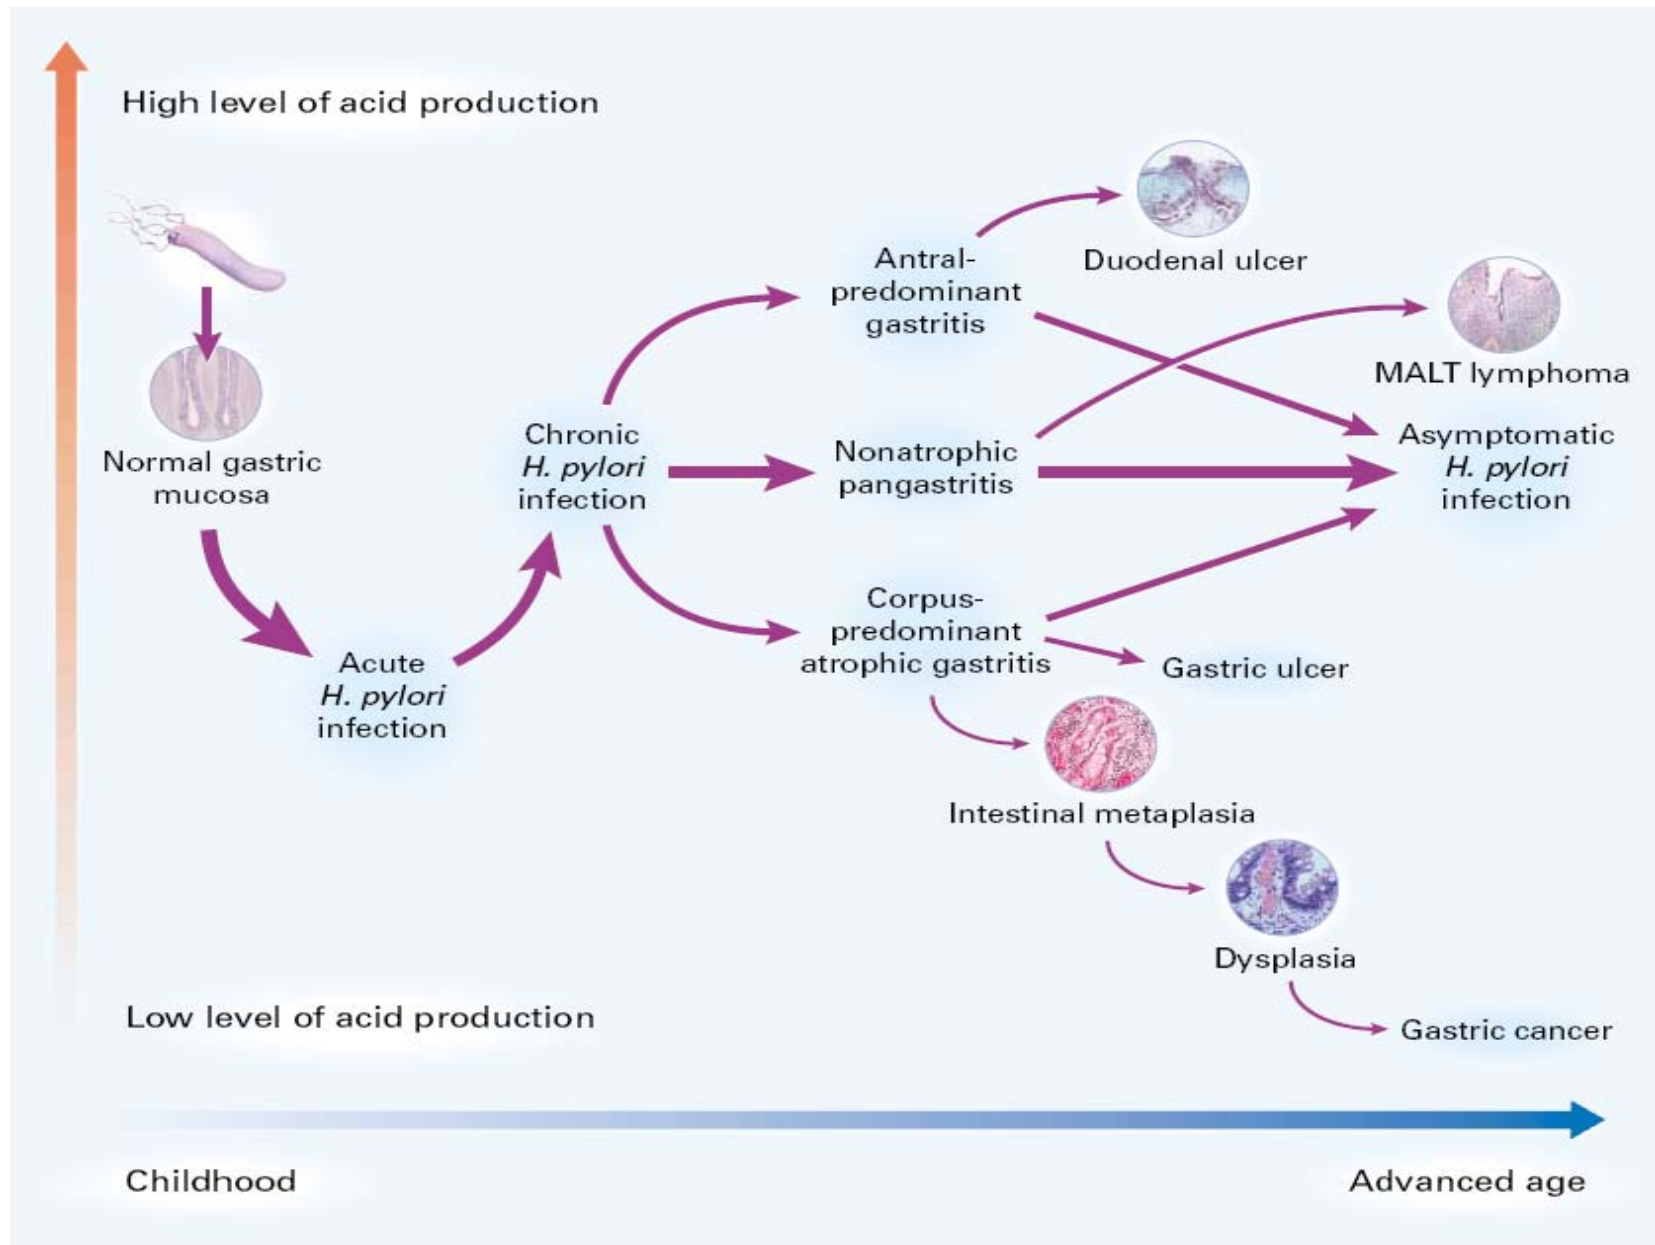 High level of acid production
Duodenal ulcer
Antral-
predominant
gastritis
MALT lymphoma
Normal gastric
mucosa
Chronic
H. pylori
infection
Nonatrophic
pangastritis
Asymptomatic
H. pylori
infection
Acute
H. pylori
infection
Corpus-
predominant
atrophic gastritis
Gastric ulcer
Intestinal metaplasia
Dysplasia
Gastric cancer
Low level of acid production
Childhood
Advanced age